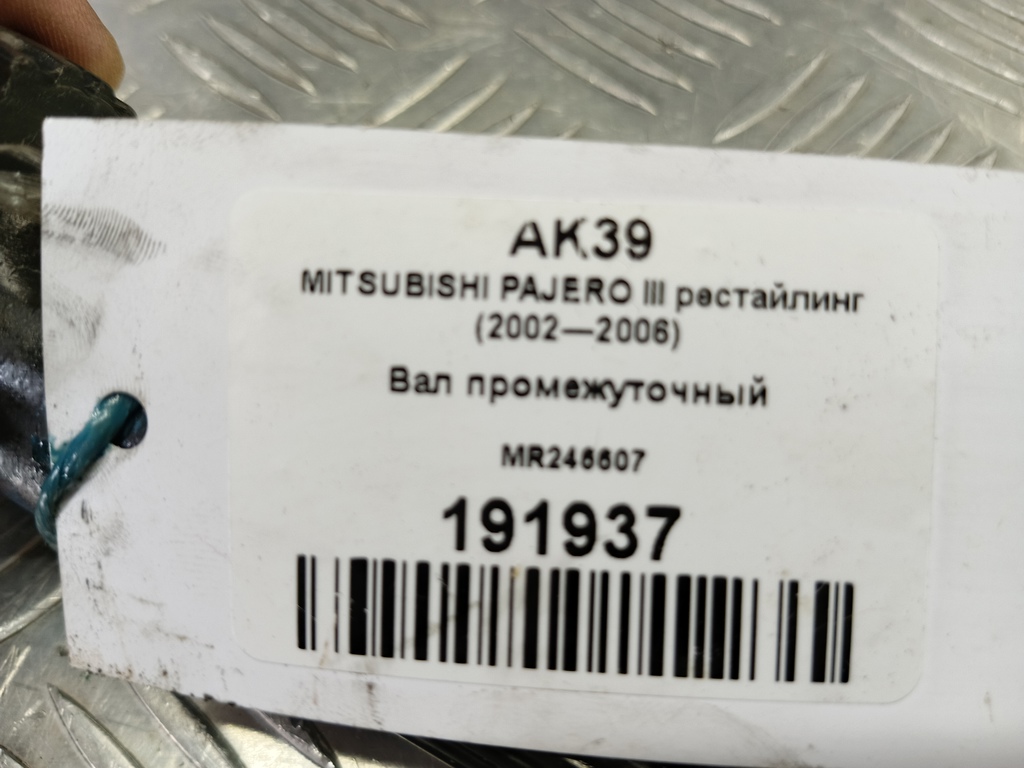 AK39
MITSUBISHI PAJERO III рестайлинг
(2002—2006)
Вал промежуточный
MR246607
191937